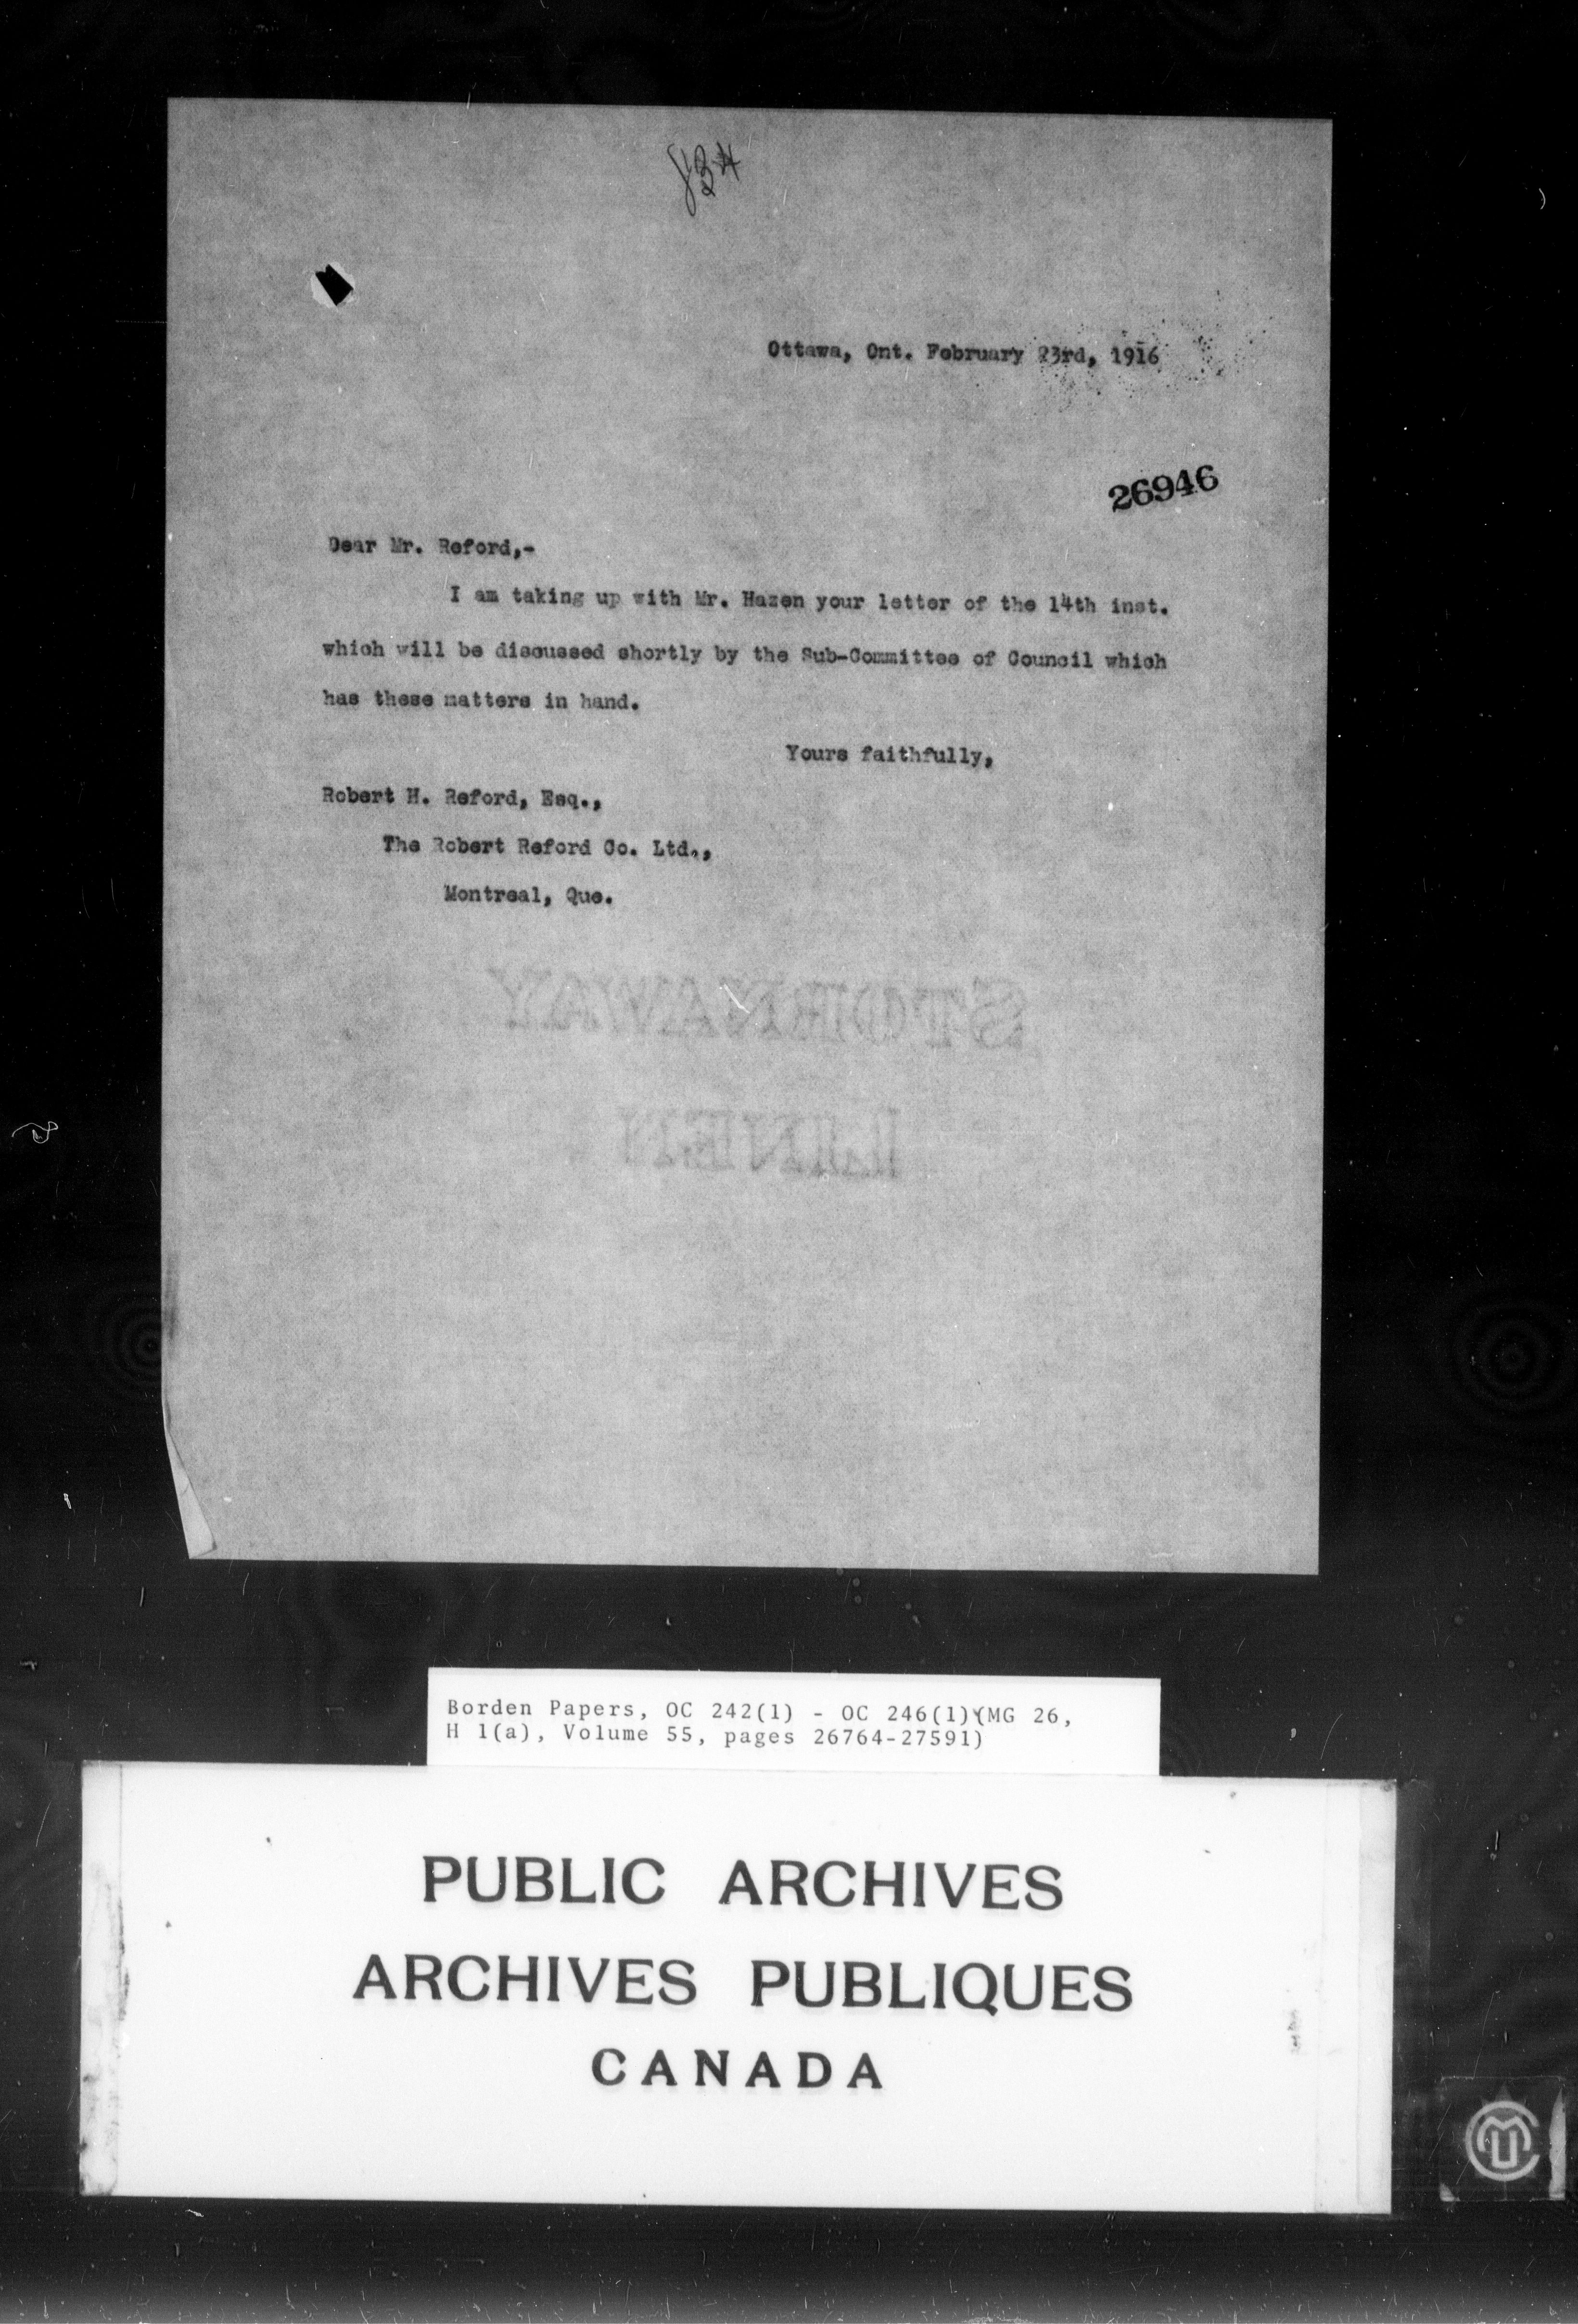 834
Ottawa, Ont. February 23rd, 1916
26946
Dear Mr. Reford,-
I am taking up with Mr. Hazen your letter of the 14th inst.
which will be discussed shortly by the Sub-Committee of Council which
has these matters in hand.
Yours faithfully,
Robert H. Reford, Esq.,
The Robert Reford Co. Ltd.,
Montreal, Que.
STORNAWAY
LINEN
Borden Papers, OC 242(1) - OC 246(1)(MG 26,
H 1(a), Volume 55, pages 26764-27591)
PUBLIC ARCHIVES
ARCHIVES PUBLIQUES
CANADA